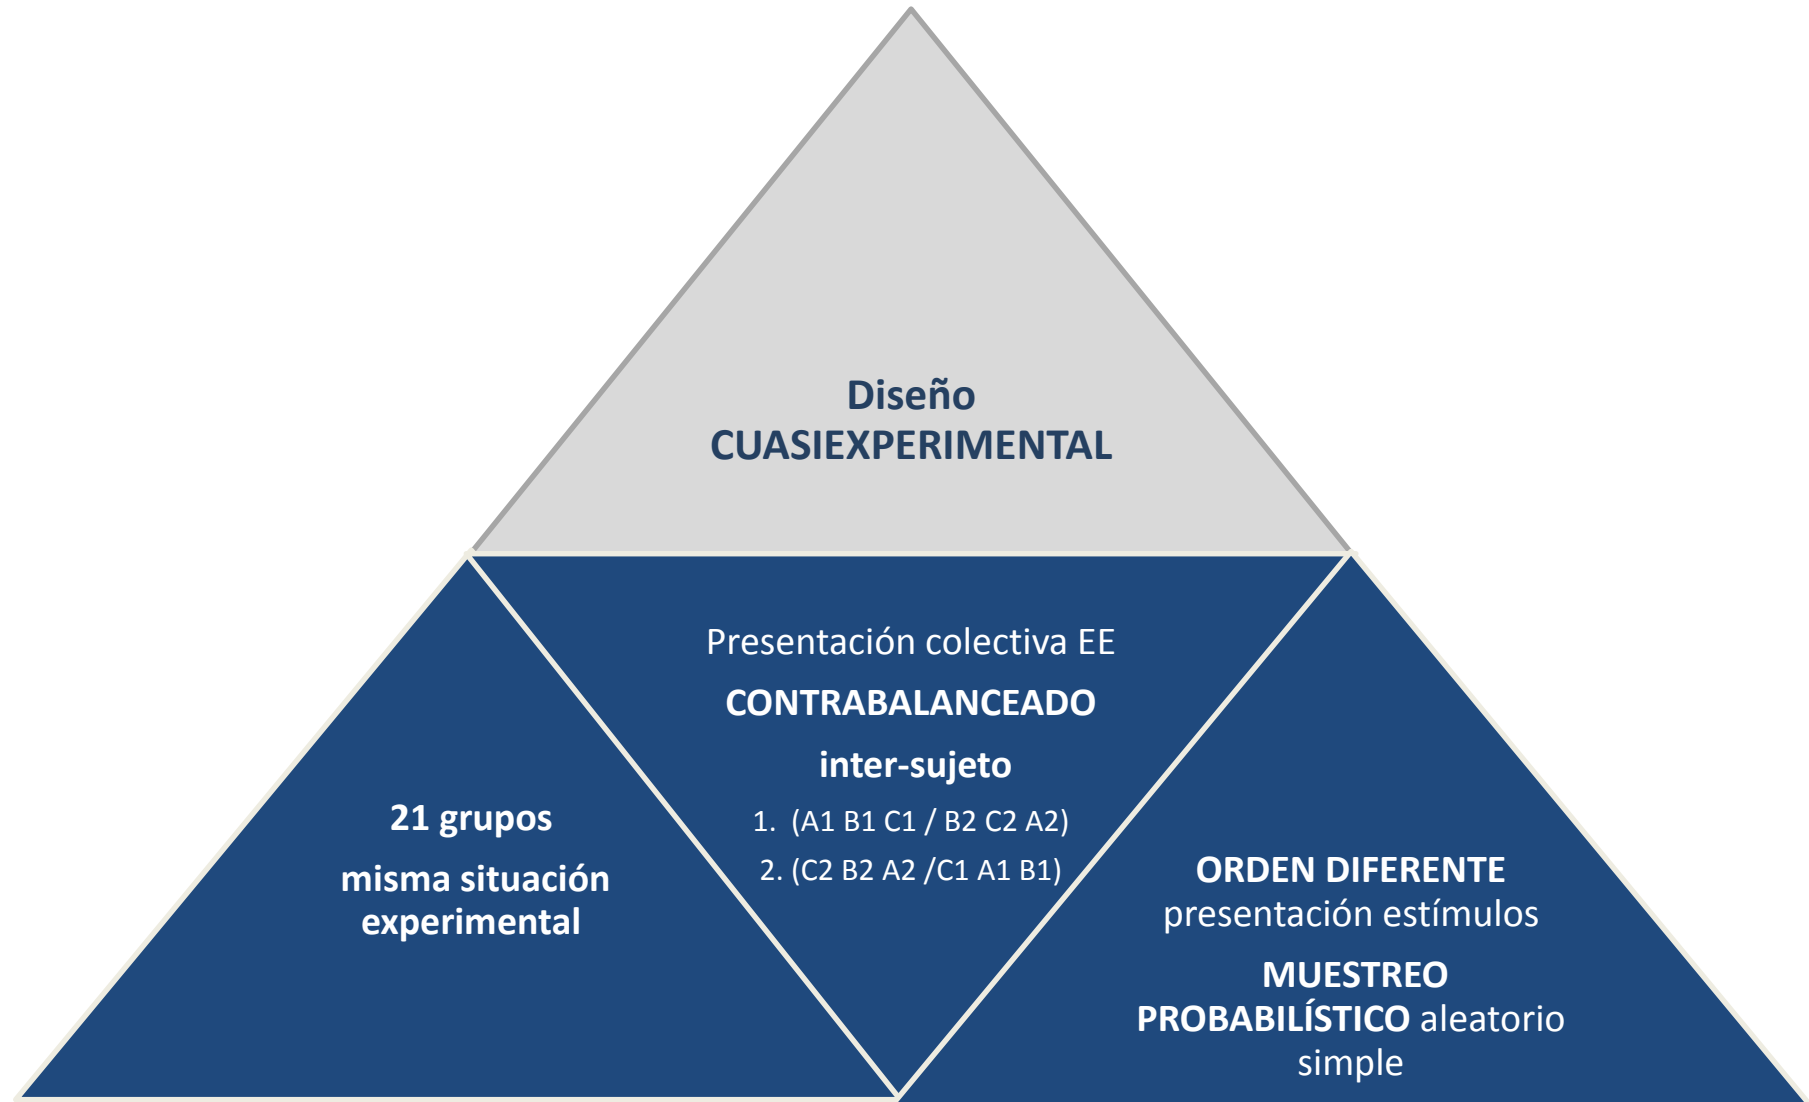 Diseño
CUASIEXPERIMENTAL
Presentación colectiva EE
CONTRABALANCEADO
inter-sujeto
1. (A1 B1 C1 / B2 C2 A2)
2. (C2 B2 A2 /C1 A1 B1)
21 grupos
misma situación
experimental
ORDEN DIFERENTE
presentación estímulos
MUESTREO
PROBABILÍSTICO aleatorio
simple